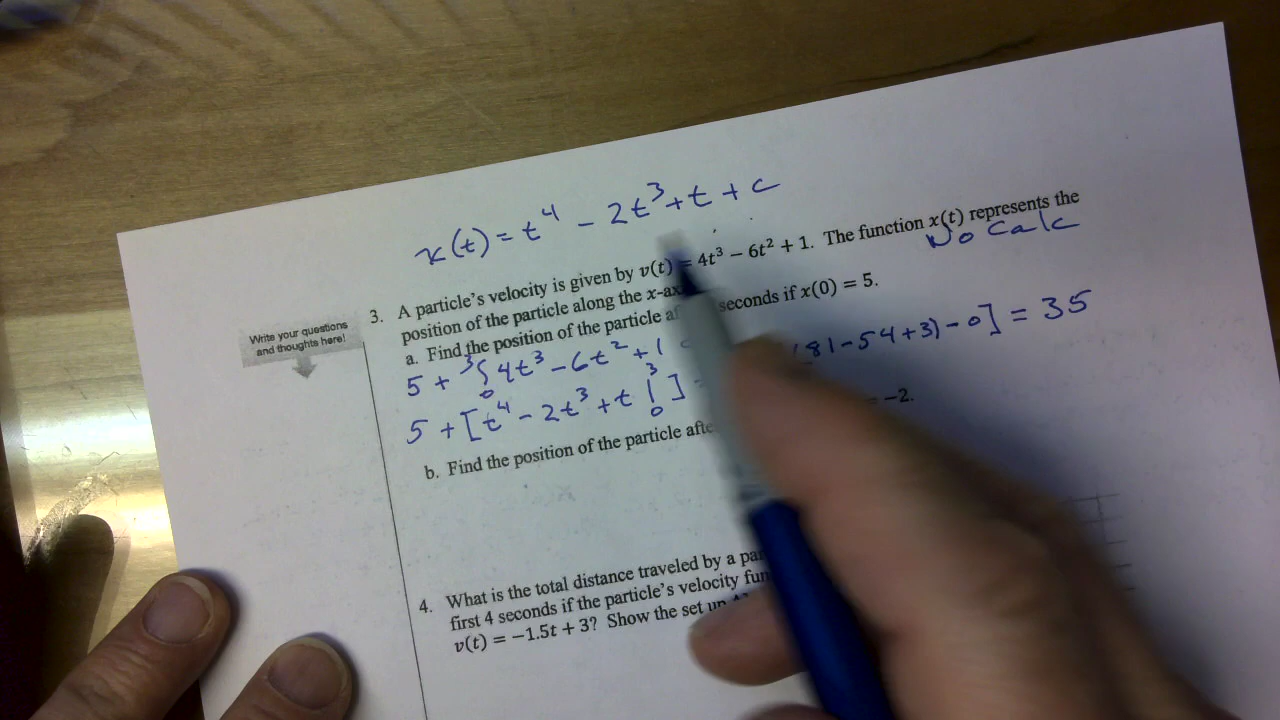 x(t) = t⁴ - 2t³ + t + c
3. A particle's velocity is given by v(t) = 4t³ − 6t² + 1. The function x(t) represents the
No Calc
position of the particle along the x-ax
a. Find the position of the particle af seconds if x(0) = 5.
Write your questions
and thoughts here!
5 + ³∫₀ 4t³ - 6t² + 1
5 + [t⁴ - 2t³ + t |³₀] (81 - 54 + 3) - 0] = 35
b. Find the position of the particle afte = −2.
4. What is the total distance traveled by a par
first 4 seconds if the particle's velocity fun
v(t) = −1.5t + 3? Show the set up